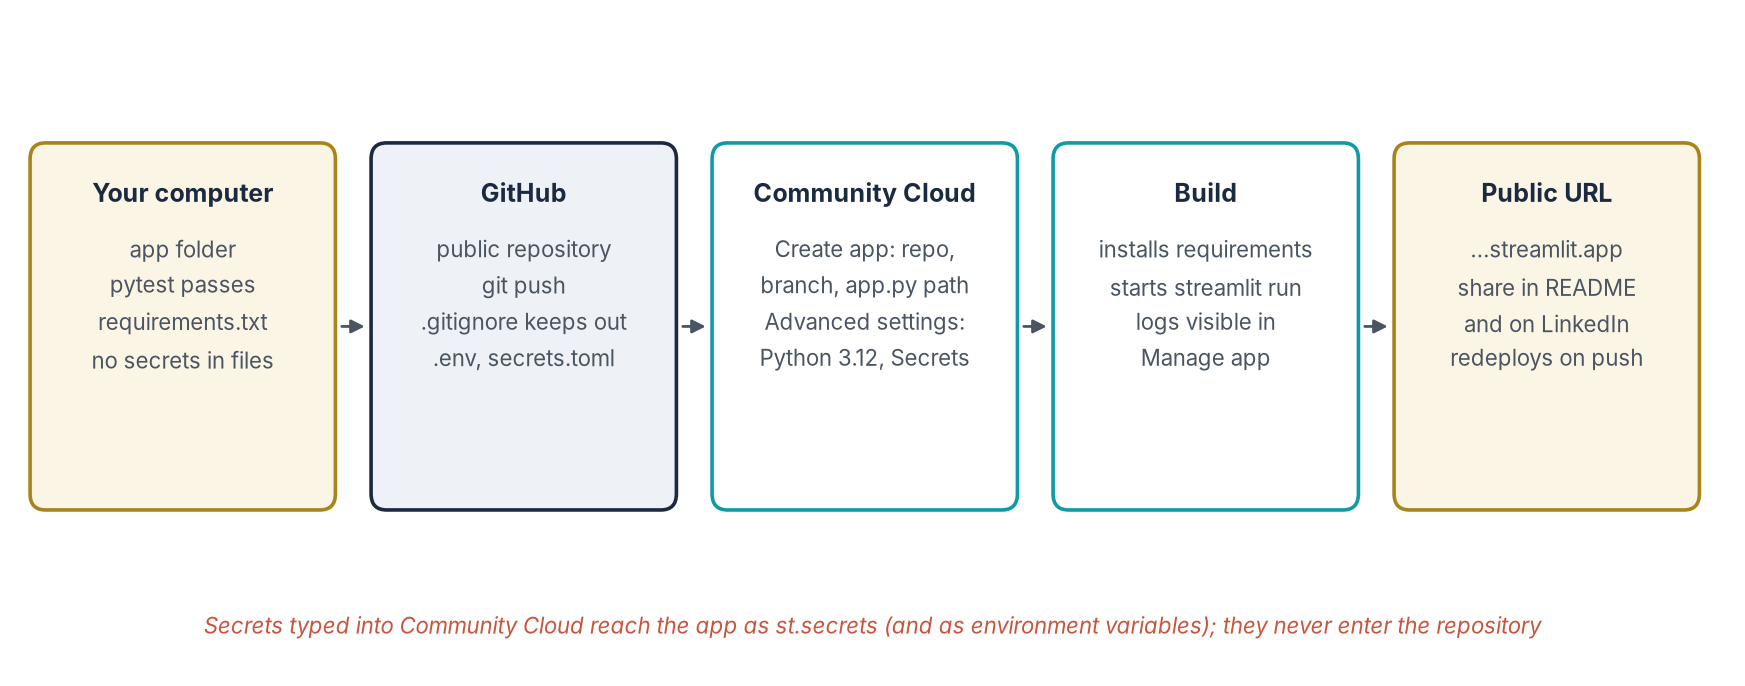 Your computer
app folder
pytest passes
requirements.txt
no secrets in files
GitHub
public repository
git push
.gitignore keeps out
.env, secrets.toml
Community Cloud
Create app: repo,
branch, app.py path
Advanced settings:
Python 3.12, Secrets
Build
installs requirements
starts streamlit run
logs visible in
Manage app
Public URL
...streamlit.app
share in README
and on LinkedIn
redeploys on push
Secrets typed into Community Cloud reach the app as st.secrets (and as environment variables); they never enter the repository